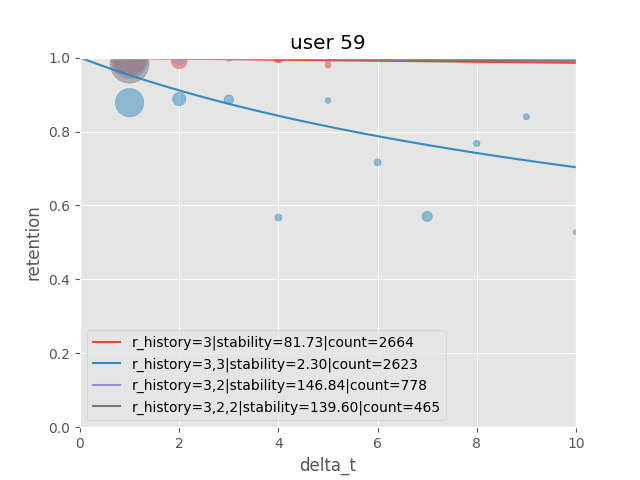 user 59
1.0
0.8
0.6
0.4
0.2
0.0
retention
r_history=3|stability=81.73|count=2664
r_history=3,3|stability=2.30|count=2623
r_history=3,2|stability=146.84|count=778
r_history=3,2,2|stability=139.60|count=465
0 2 4 6 8 10
delta_t